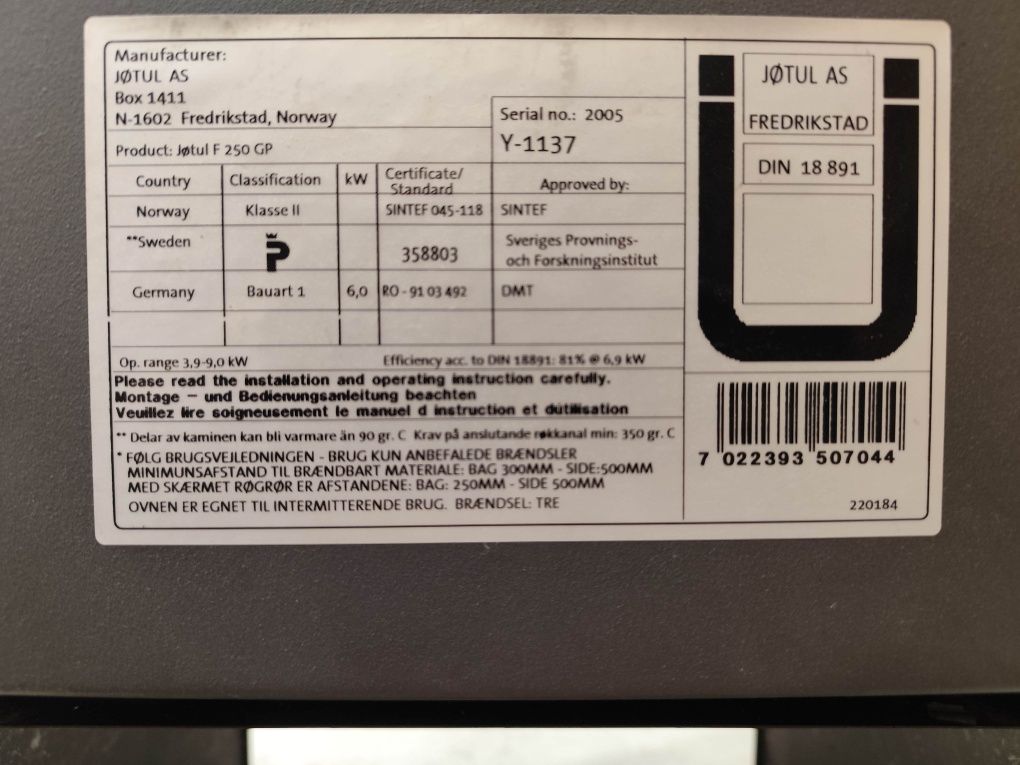 Manufacturer:
JØTUL AS
Box 1411
N-1602 Fredrikstad, Norway
Serial no.: 2005
Y-1137
Product: Jøtul F 250 GP
Country Classification kW Certificate/ Standard Approved by:
Norway Klasse II SINTEF 045-118 SINTEF
**Sweden P 358803 Sveriges Provnings- och Forskningsinstitut
Germany Bauart 1 6,0 RO - 91 03 492 DMT
Op. range 3,9-9,0 kW Efficiency acc. to DIN 18891: 81% @ 6,9 kW
Please read the installation and operating instruction carefully.
Montage - und Bedienungsanleitung beachten
Veuillez lire soigneusement le manuel d instruction et dútilisation
** Delar av kaminen kan bli varmare än 90 gr. C Krav på anslutande røkkanal min: 350 gr. C
* FØLG BRUGSVEJLEDNINGEN - BRUG KUN ANBEFALEDE BRÆNDSLER
MINIMUNSAFSTAND TIL BRÆNDBART MATERIALE: BAG 300MM - SIDE:500MM
MED SKÆRMET RØGRØR ER AFSTANDENE: BAG: 250MM - SIDE 500MM
OVNEN ER EGNET TIL INTERMITTERENDE BRUG. BRÆNDSEL: TRE
JØTUL AS
FREDRIKSTAD
DIN 18 891
7 022393 507044
220184